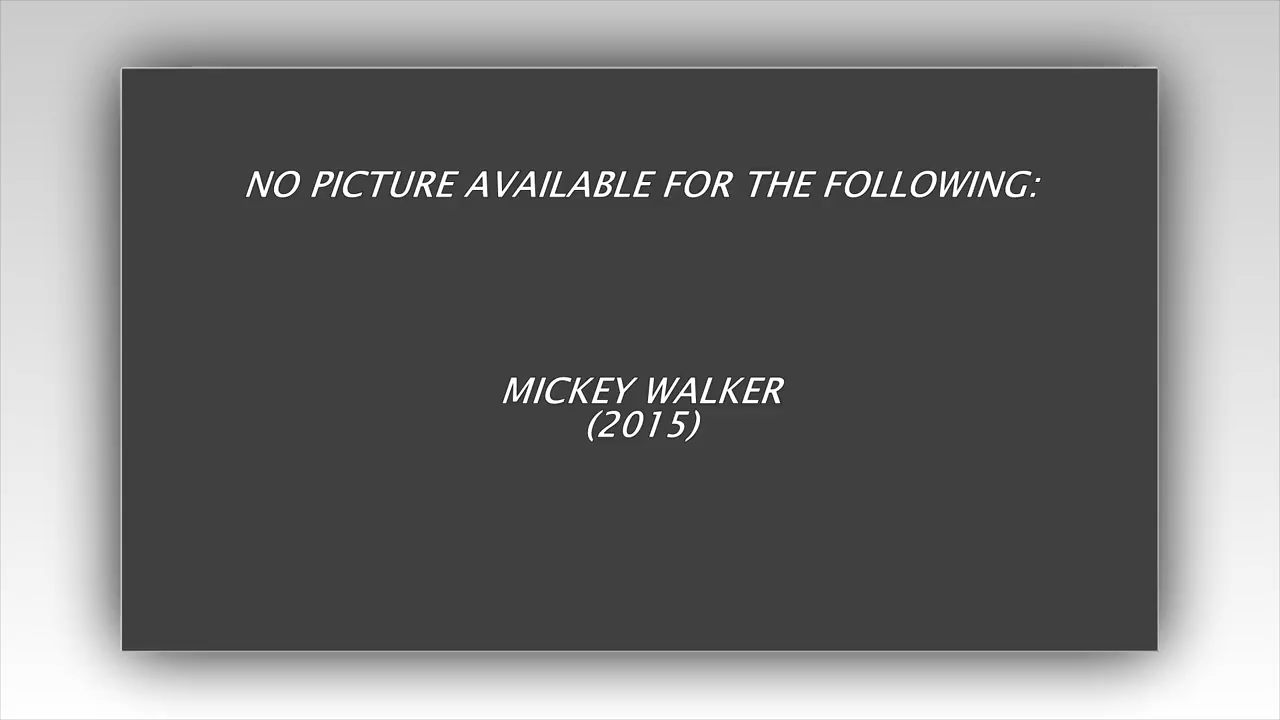 NO PICTURE AVAILABLE FOR THE FOLLOWING:
MICKEY WALKER
(2015)